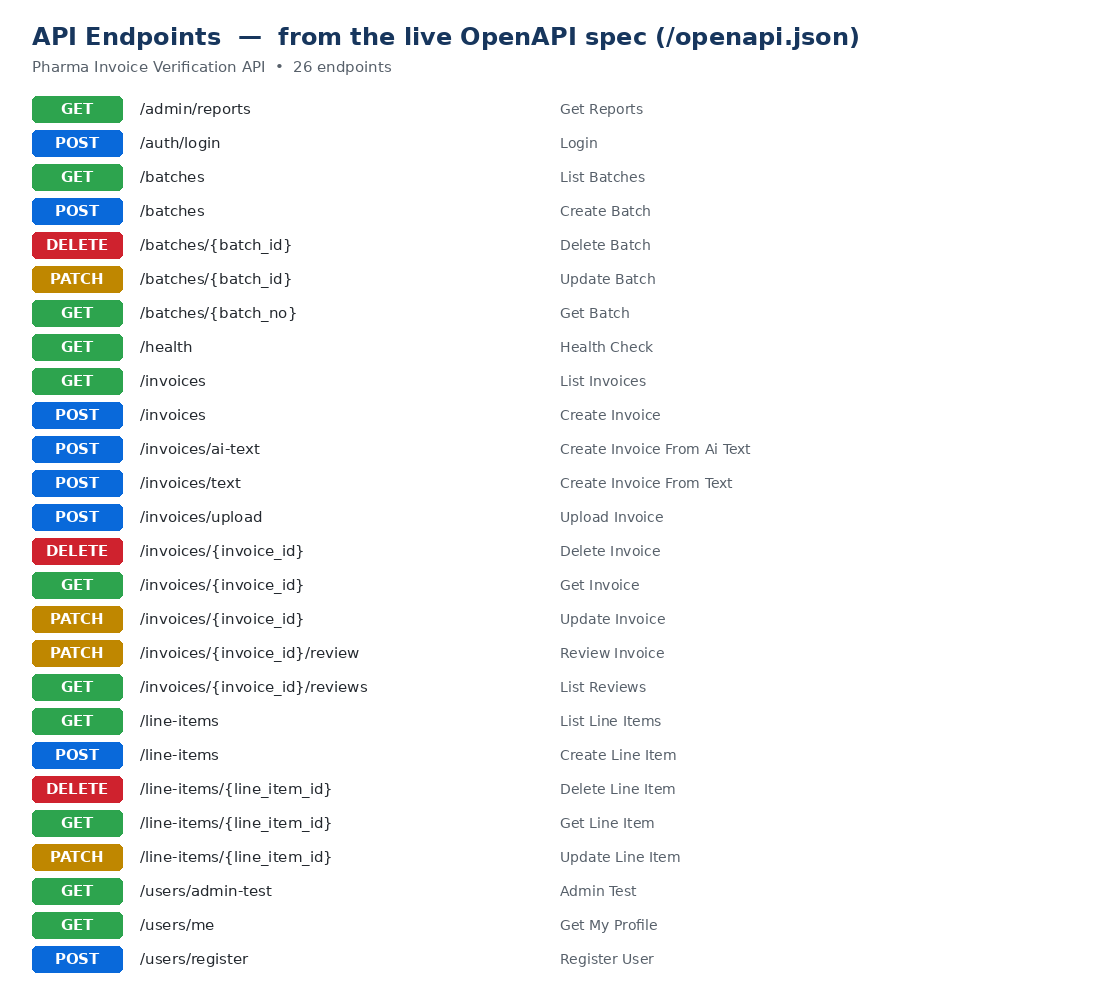 API Endpoints — from the live OpenAPI spec (/openapi.json)
Pharma Invoice Verification API • 26 endpoints
GET /admin/reports Get Reports
POST /auth/login Login
GET /batches List Batches
POST /batches Create Batch
DELETE /batches/{batch_id} Delete Batch
PATCH /batches/{batch_id} Update Batch
GET /batches/{batch_no} Get Batch
GET /health Health Check
GET /invoices List Invoices
POST /invoices Create Invoice
POST /invoices/ai-text Create Invoice From Ai Text
POST /invoices/text Create Invoice From Text
POST /invoices/upload Upload Invoice
DELETE /invoices/{invoice_id} Delete Invoice
GET /invoices/{invoice_id} Get Invoice
PATCH /invoices/{invoice_id} Update Invoice
PATCH /invoices/{invoice_id}/review Review Invoice
GET /invoices/{invoice_id}/reviews List Reviews
GET /line-items List Line Items
POST /line-items Create Line Item
DELETE /line-items/{line_item_id} Delete Line Item
GET /line-items/{line_item_id} Get Line Item
PATCH /line-items/{line_item_id} Update Line Item
GET /users/admin-test Admin Test
GET /users/me Get My Profile
POST /users/register Register User